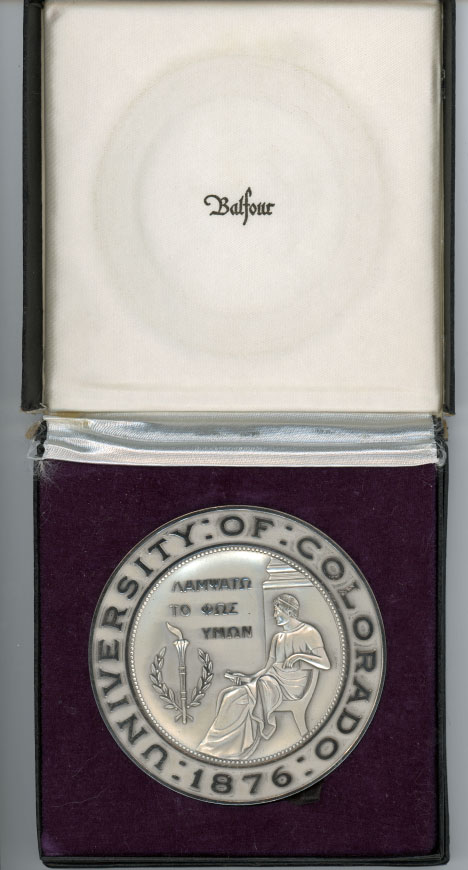 Balfour
UNIVERSITY OF COLORADO
1876
ΛΑΜΨΑΤΩ
ΤΟ ΦΩΣ
ΥΜΩΝ